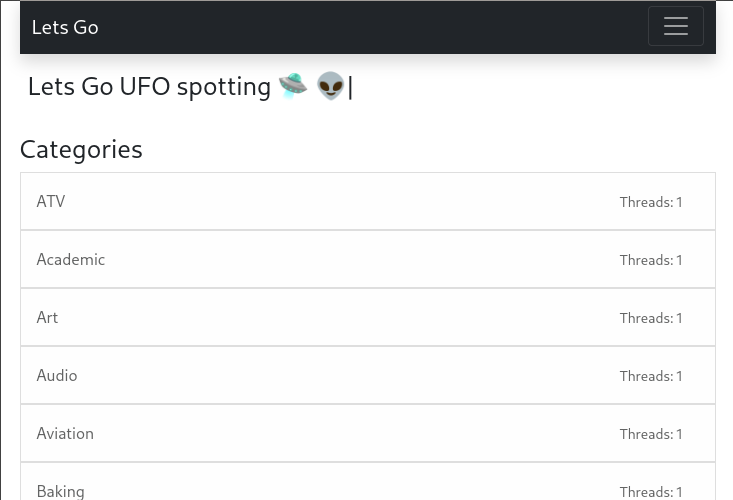 Lets Go
Lets Go UFO spotting 🛸 👽|
Categories
ATV Threads: 1
Academic Threads: 1
Art Threads: 1
Audio Threads: 1
Aviation Threads: 1
Baking Threads: 1